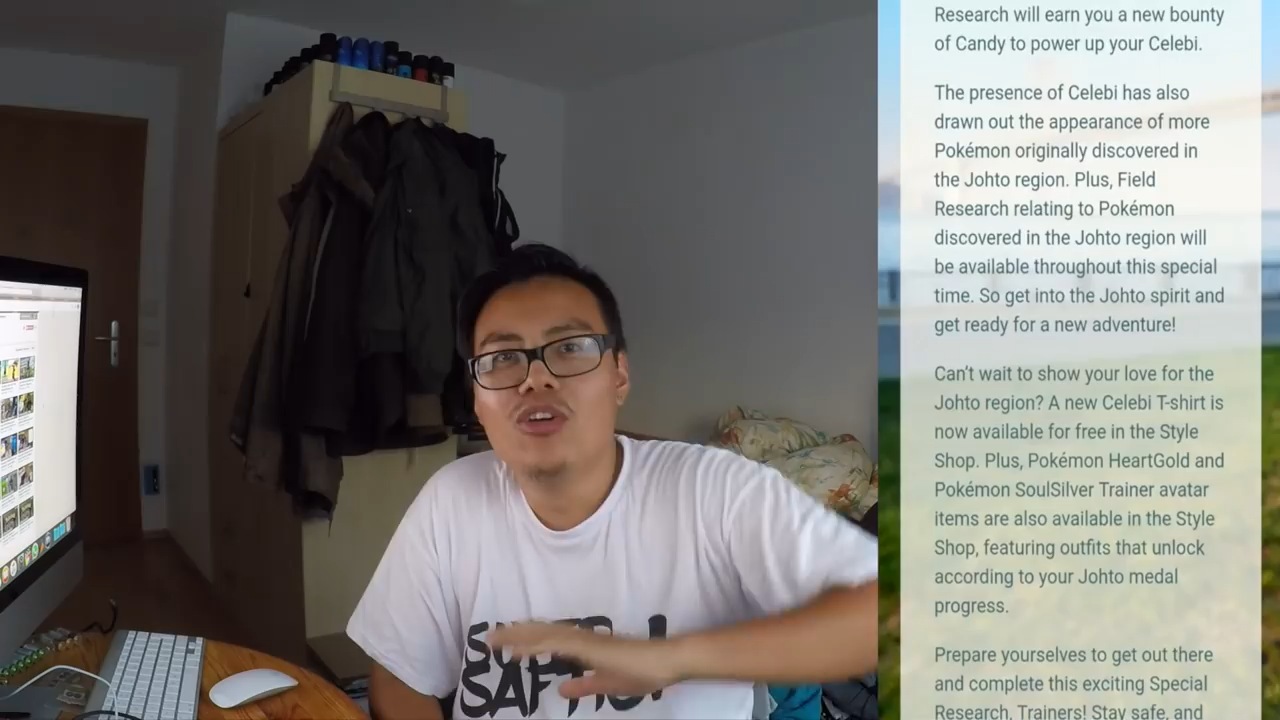 Research will earn you a new bounty
of Candy to power up your Celebi.
The presence of Celebi has also
drawn out the appearance of more
Pokémon originally discovered in
the Johto region. Plus, Field
Research relating to Pokémon
discovered in the Johto region will
be available throughout this special
time. So get into the Johto spirit and
get ready for a new adventure!
Can't wait to show your love for the
Johto region? A new Celebi T-shirt is
now available for free in the Style
Shop. Plus, Pokémon HeartGold and
Pokémon SoulSilver Trainer avatar
items are also available in the Style
Shop, featuring outfits that unlock
according to your Johto medal
progress.
Prepare yourselves to get out there
and complete this exciting Special
Research, Trainers! Stay safe, and